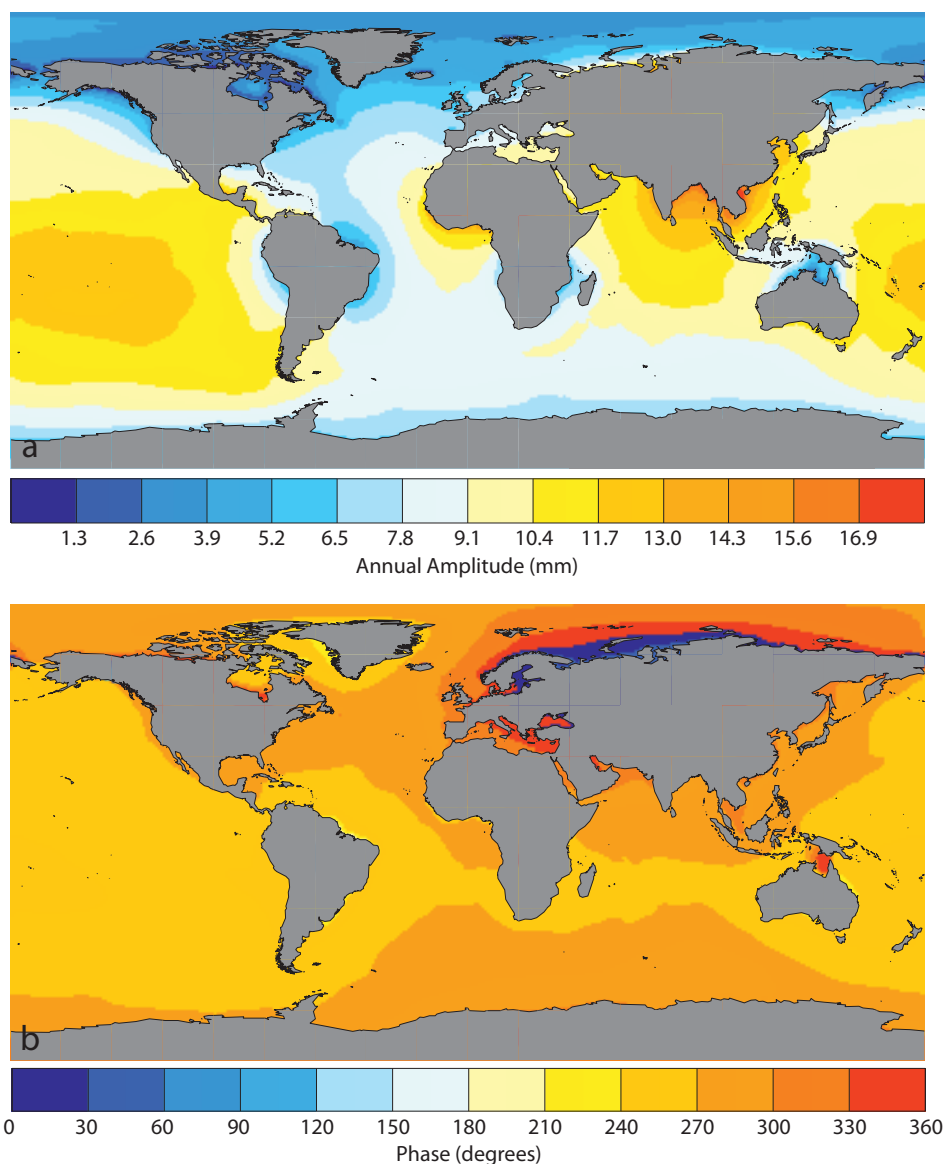 a
1.3 2.6 3.9 5.2 6.5 7.8 9.1 10.4 11.7 13.0 14.3 15.6 16.9
Annual Amplitude (mm)
b
0 30 60 90 120 150 180 210 240 270 300 330 360
Phase (degrees)